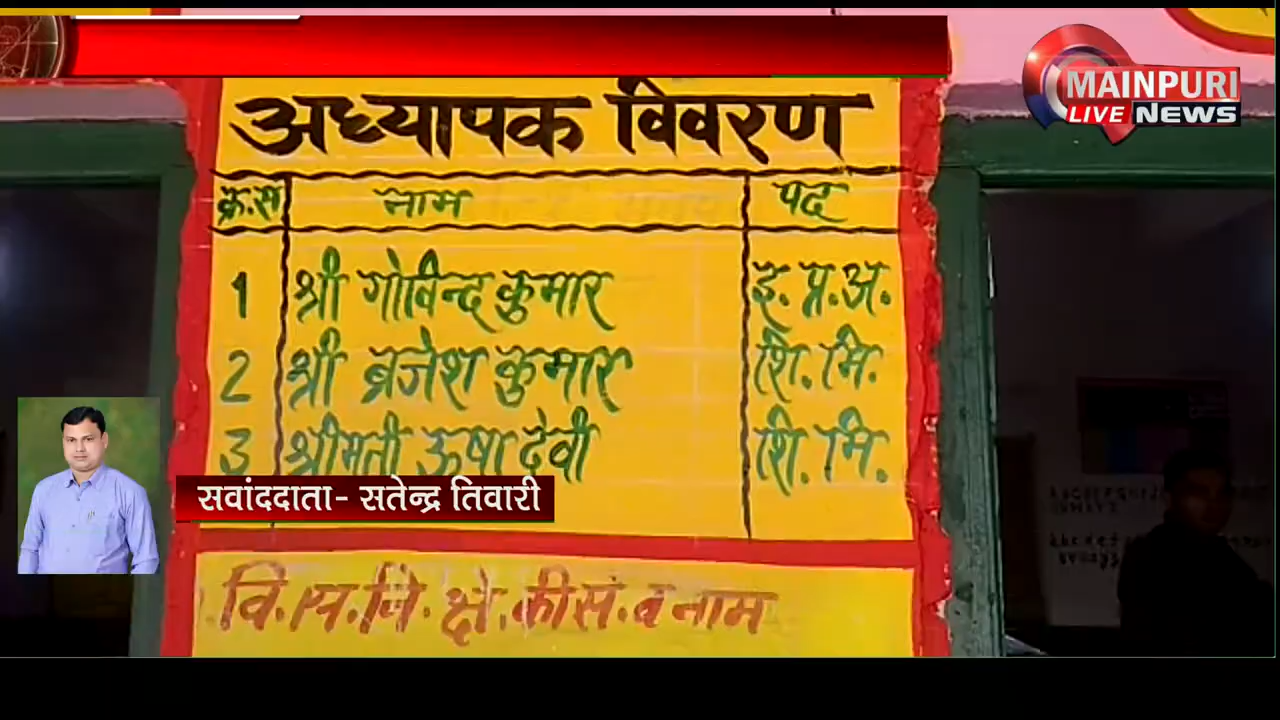 MAINPURI
LIVE NEWS
अध्यापक विवरण
क्र.स नाम पद
1 श्री गोविन्द कुमार इ. प्र. अ.
2 श्री ब्रजेश कुमार शि. मि.
3 श्रीमती ऊषा देवी शि. मि.
सवांददाता- सतेन्द्र तिवारी
क्षे. की सं. व नाम